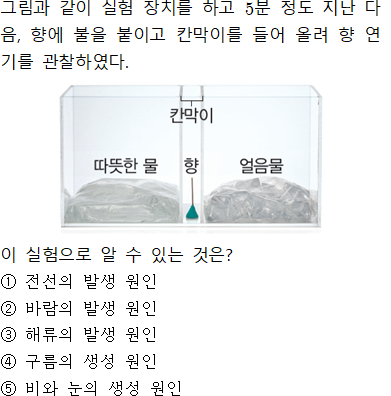 그림과 같이 실험 장치를 하고 5분 정도 지난 다
음, 향에 불을 붙이고 칸막이를 들어 올려 향 연
기를 관찰하였다.
칸막이
따뜻한 물 향 얼음물
이 실험으로 알 수 있는 것은?
① 전선의 발생 원인
② 바람의 발생 원인
③ 해류의 발생 원인
④ 구름의 생성 원인
⑤ 비와 눈의 생성 원인